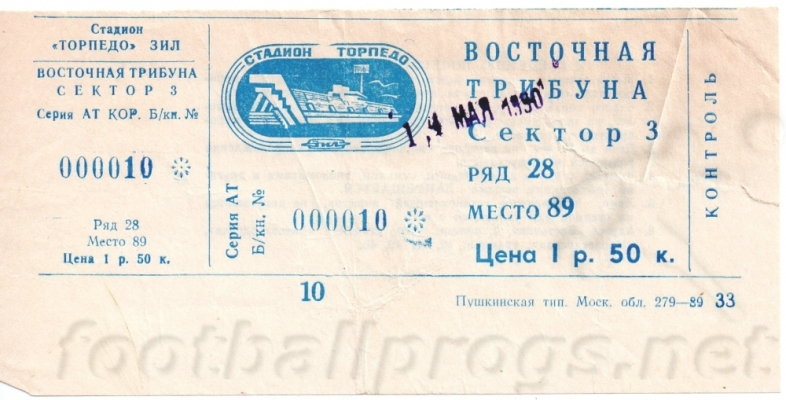 Стадион
«ТОРПЕДО» ЗИЛ
ВОСТОЧНАЯ ТРИБУНА
СЕКТОР 3
Серия АТ КОР. Б/кн. №
000010
Ряд 28
Место 89
Цена 1 р. 50 к.
СТАДИОН ТОРПЕДО
ЗИЛ
Серия АТ
Б/кн. №
000010
10
ВОСТОЧНАЯ
ТРИБУНА
МАЯ 1990
Сектор 3
РЯД 28
МЕСТО 89
Цена 1 р. 50 к.
КОНТРОЛЬ
Пушкинская тип. Моск. обл. 279—89 33
footballprogs.net